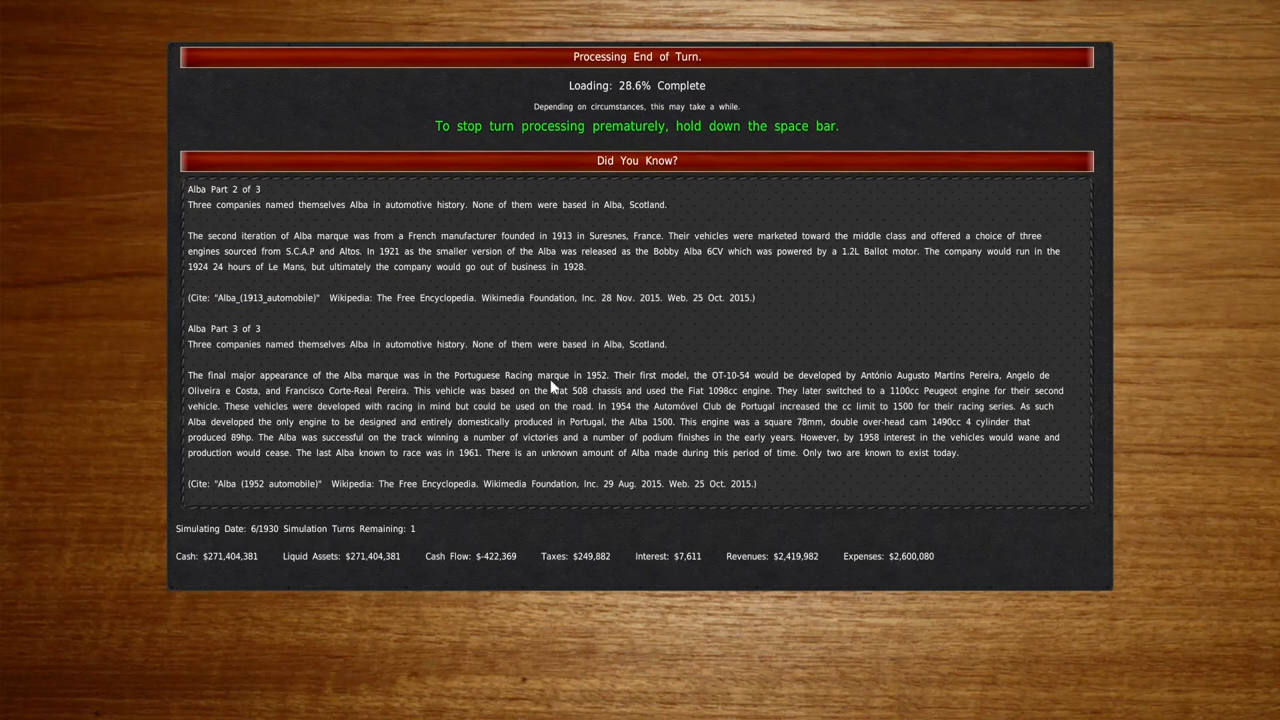 Processing End of Turn.
Loading: 28.6% Complete
Depending on circumstances, this may take a while.
To stop turn processing prematurely, hold down the space bar.
Did You Know?
Alba Part 2 of 3
Three companies named themselves Alba in automotive history. None of them were based in Alba, Scotland.
The second iteration of Alba marque was from a French manufacturer founded in 1913 in Suresnes, France. Their vehicles were marketed toward the middle class and offered a choice of three
engines sourced from S.C.A.P and Altos. In 1921 as the smaller version of the Alba was released as the Bobby Alba 6CV which was powered by a 1.2L Ballot motor. The company would run in the
1924 24 hours of Le Mans, but ultimately the company would go out of business in 1928.
(Cite: "Alba_(1913_automobile)" Wikipedia: The Free Encyclopedia. Wikimedia Foundation, Inc. 28 Nov. 2015. Web. 25 Oct. 2015.)
Alba Part 3 of 3
Three companies named themselves Alba in automotive history. None of them were based in Alba, Scotland.
The final major appearance of the Alba marque was in the Portuguese Racing marque in 1952. Their first model, the OT-10-54 would be developed by António Augusto Martins Pereira, Angelo de
Oliveira e Costa, and Francisco Corte-Real Pereira. This vehicle was based on the Fiat 508 chassis and used the Fiat 1098cc engine. They later switched to a 1100cc Peugeot engine for their second
vehicle. These vehicles were developed with racing in mind but could be used on the road. In 1954 the Automóvel Club de Portugal increased the cc limit to 1500 for their racing series. As such
Alba developed the only engine to be designed and entirely domestically produced in Portugal, the Alba 1500. This engine was a square 78mm, double over-head cam 1490cc 4 cylinder that
produced 89hp. The Alba was successful on the track winning a number of victories and a number of podium finishes in the early years. However, by 1958 interest in the vehicles would wane and
production would cease. The last Alba known to race was in 1961. There is an unknown amount of Alba made during this period of time. Only two are known to exist today.
(Cite: "Alba (1952 automobile)" Wikipedia: The Free Encyclopedia. Wikimedia Foundation, Inc. 29 Aug. 2015. Web. 25 Oct. 2015.)
Simulating Date: 6/1930 Simulation Turns Remaining: 1
Cash: $271,404,381 Liquid Assets: $271,404,381 Cash Flow: $-422,369 Taxes: $249,882 Interest: $7,611 Revenues: $2,419,982 Expenses: $2,600,080